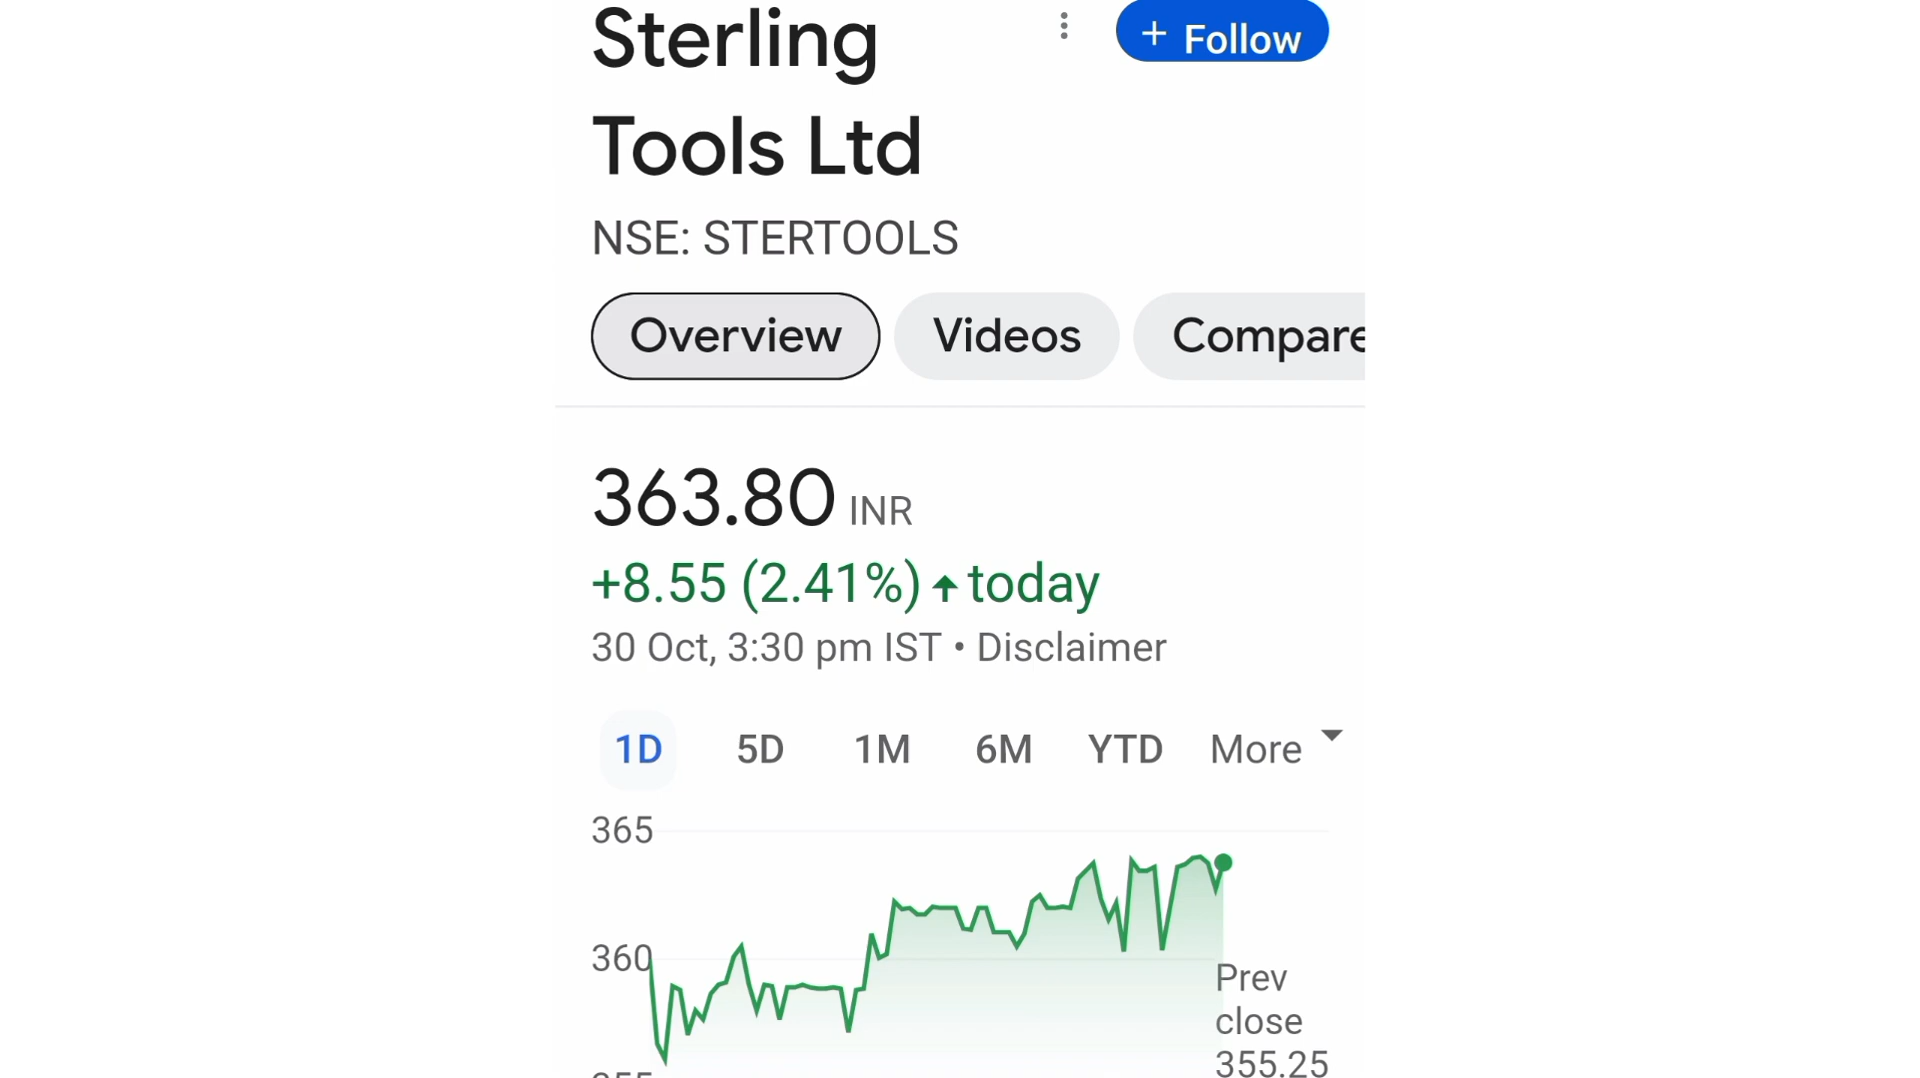 Sterling
Tools Ltd
+ Follow
NSE: STERTOOLS
Overview Videos Compare
363.80 INR
+8.55 (2.41%) today
30 Oct, 3:30 pm IST • Disclaimer
1D 5D 1M 6M YTD More
365
360
Prev
close
355.25